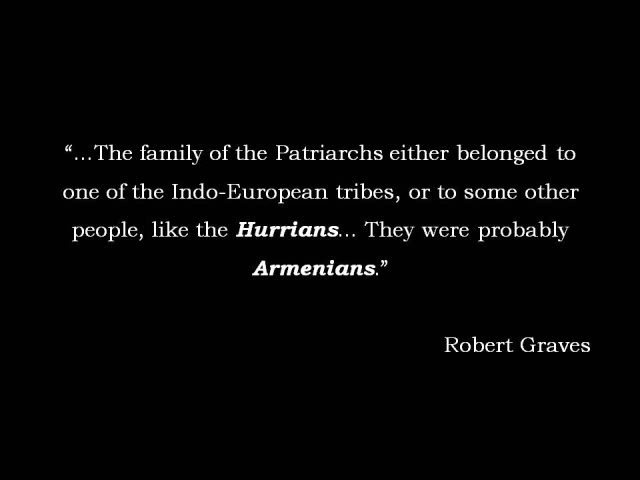 “...The family of the Patriarchs either belonged to
one of the Indo-European tribes, or to some other
people, like the Hurrians... They were probably
Armenians.”
Robert Graves